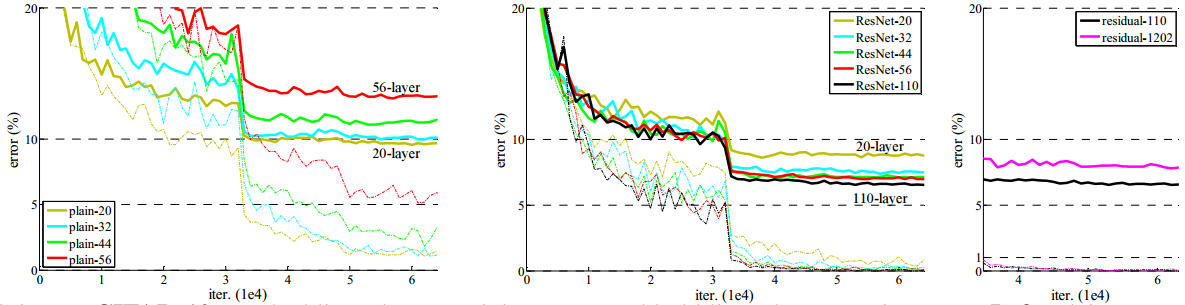 20
10
5
0
error (%)
56-layer
20-layer
plain-20
plain-32
plain-44
plain-56
0 1 2 3 4 5 6
iter. (1e4)
20
10
5
0
error (%)
ResNet-20
ResNet-32
ResNet-44
ResNet-56
ResNet-110
20-layer
110-layer
0 1 2 3 4 5 6
iter. (1e4)
20
10
5
1
0
error (%)
residual-110
residual-1202
4 5 6
iter. (1e4)